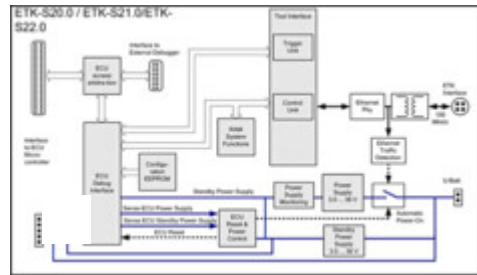 ETK-S20.0 / ETK-S21.0/ETK-
S22.0
Interface to
External Debugger
ECU
access
arbitration
Tool Interface
Trigger
Unit
Control
Unit
Ethernet
Phy
ETK
Interface
100
Mbit/s
Interface
to ECU
Micro
controller
RAM
System
Functions
Ethernet
Traffic
Detection
ECU
Debug
Interface
Configu-
ration
EEPROM
Standby Power Supply
Power
Supply
Monitoring
Power
Supply
U-Batt
Automatic
Power-On
Sense ECU Power Supply
Sense ECU Standby Power Supply
ECU Reset
ECU
Reset &
Power
Control
Standby
Power
Supply